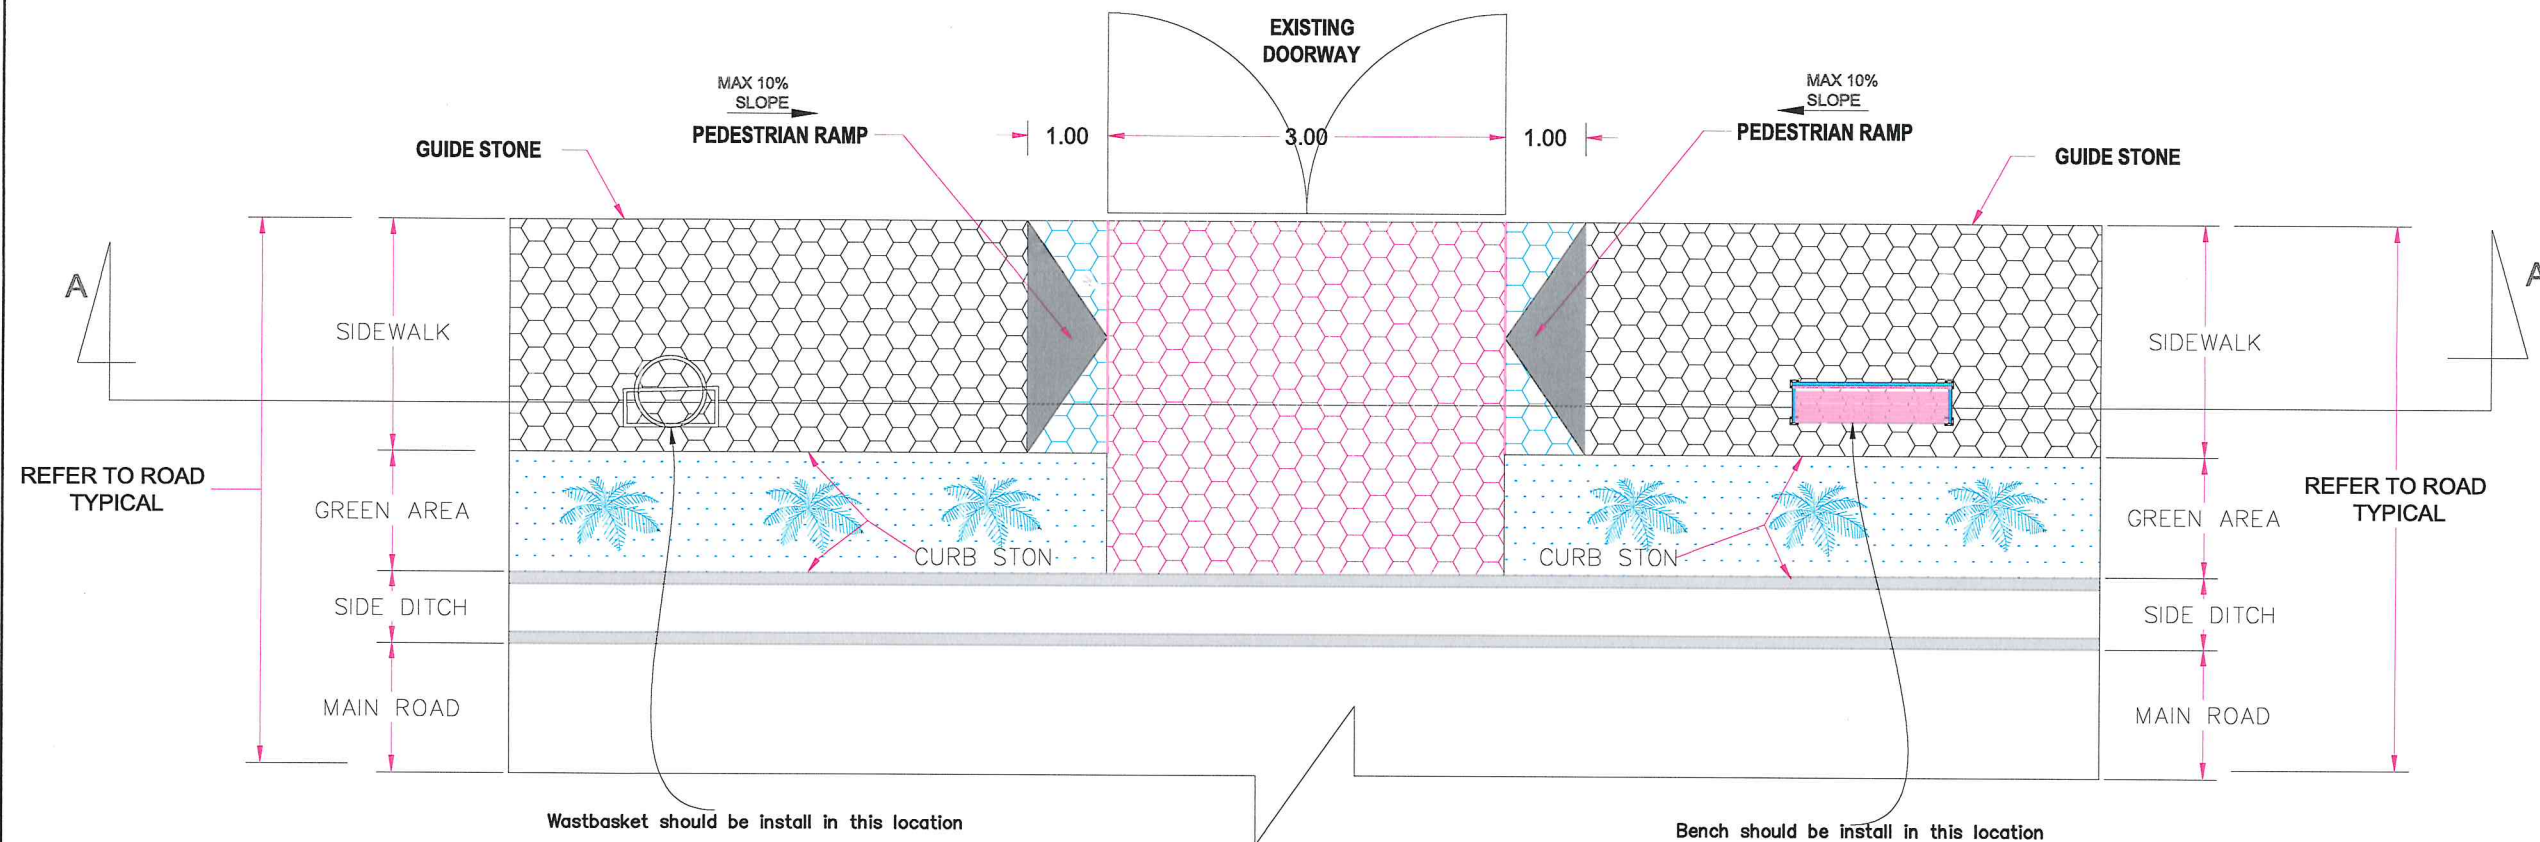 EXISTING
DOORWAY
MAX 10%
SLOPE
MAX 10%
SLOPE
PEDESTRIAN RAMP
1.00
3.00
1.00
PEDESTRIAN RAMP
GUIDE STONE
GUIDE STONE
A
A
SIDEWALK
SIDEWALK
REFER TO ROAD
TYPICAL
REFER TO ROAD
TYPICAL
GREEN AREA
GREEN AREA
CURB STON
CURB STON
SIDE DITCH
SIDE DITCH
MAIN ROAD
MAIN ROAD
Wastbasket should be install in this location
Bench should be install in this location